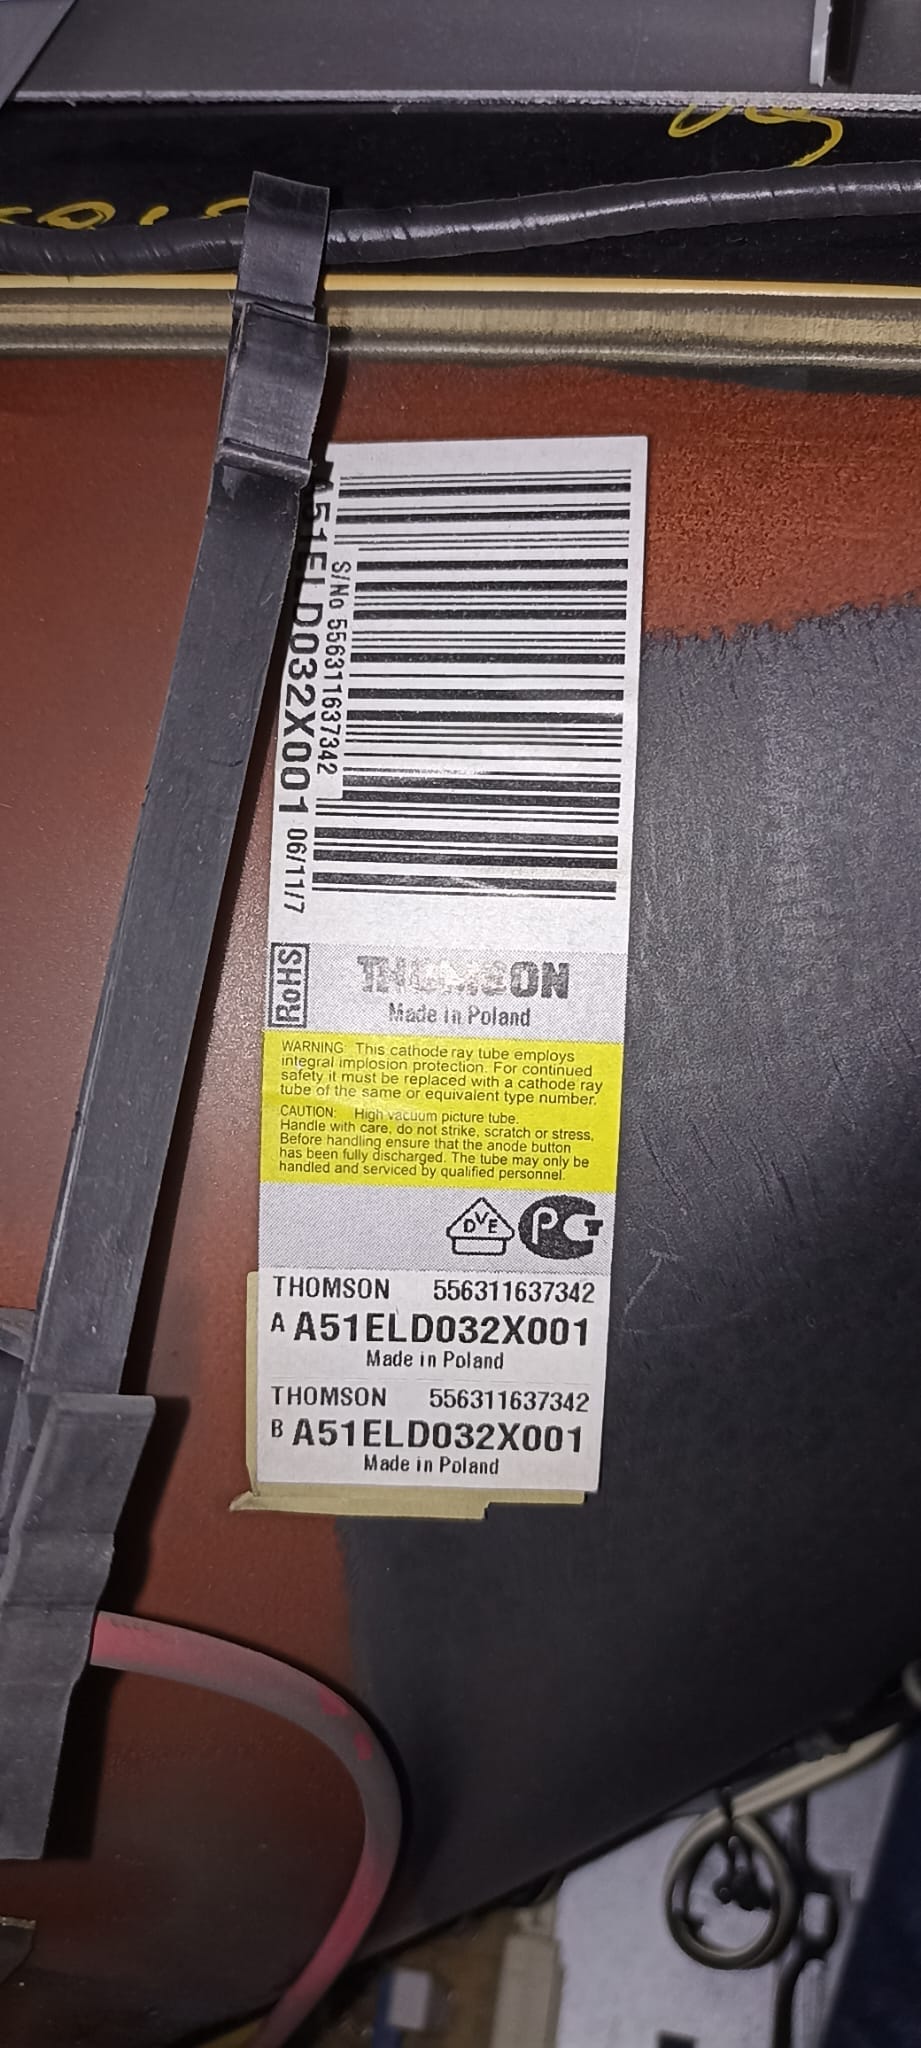 A51ELD032X001 06/11/7
S/No 556311637342
RoHS
THOMSON
Made in Poland
WARNING: This cathode ray tube employs
integral implosion protection. For continued
safety it must be replaced with a cathode ray
tube of the same or equivalent type number.
CAUTION: High vacuum picture tube.
Handle with care, do not strike, scratch or stress.
Before handling ensure that the anode button
has been fully discharged. The tube may only be
handled and serviced by qualified personnel.
DVE
PG
THOMSON 556311637342
A A51ELD032X001
Made in Poland
THOMSON 556311637342
B A51ELD032X001
Made in Poland